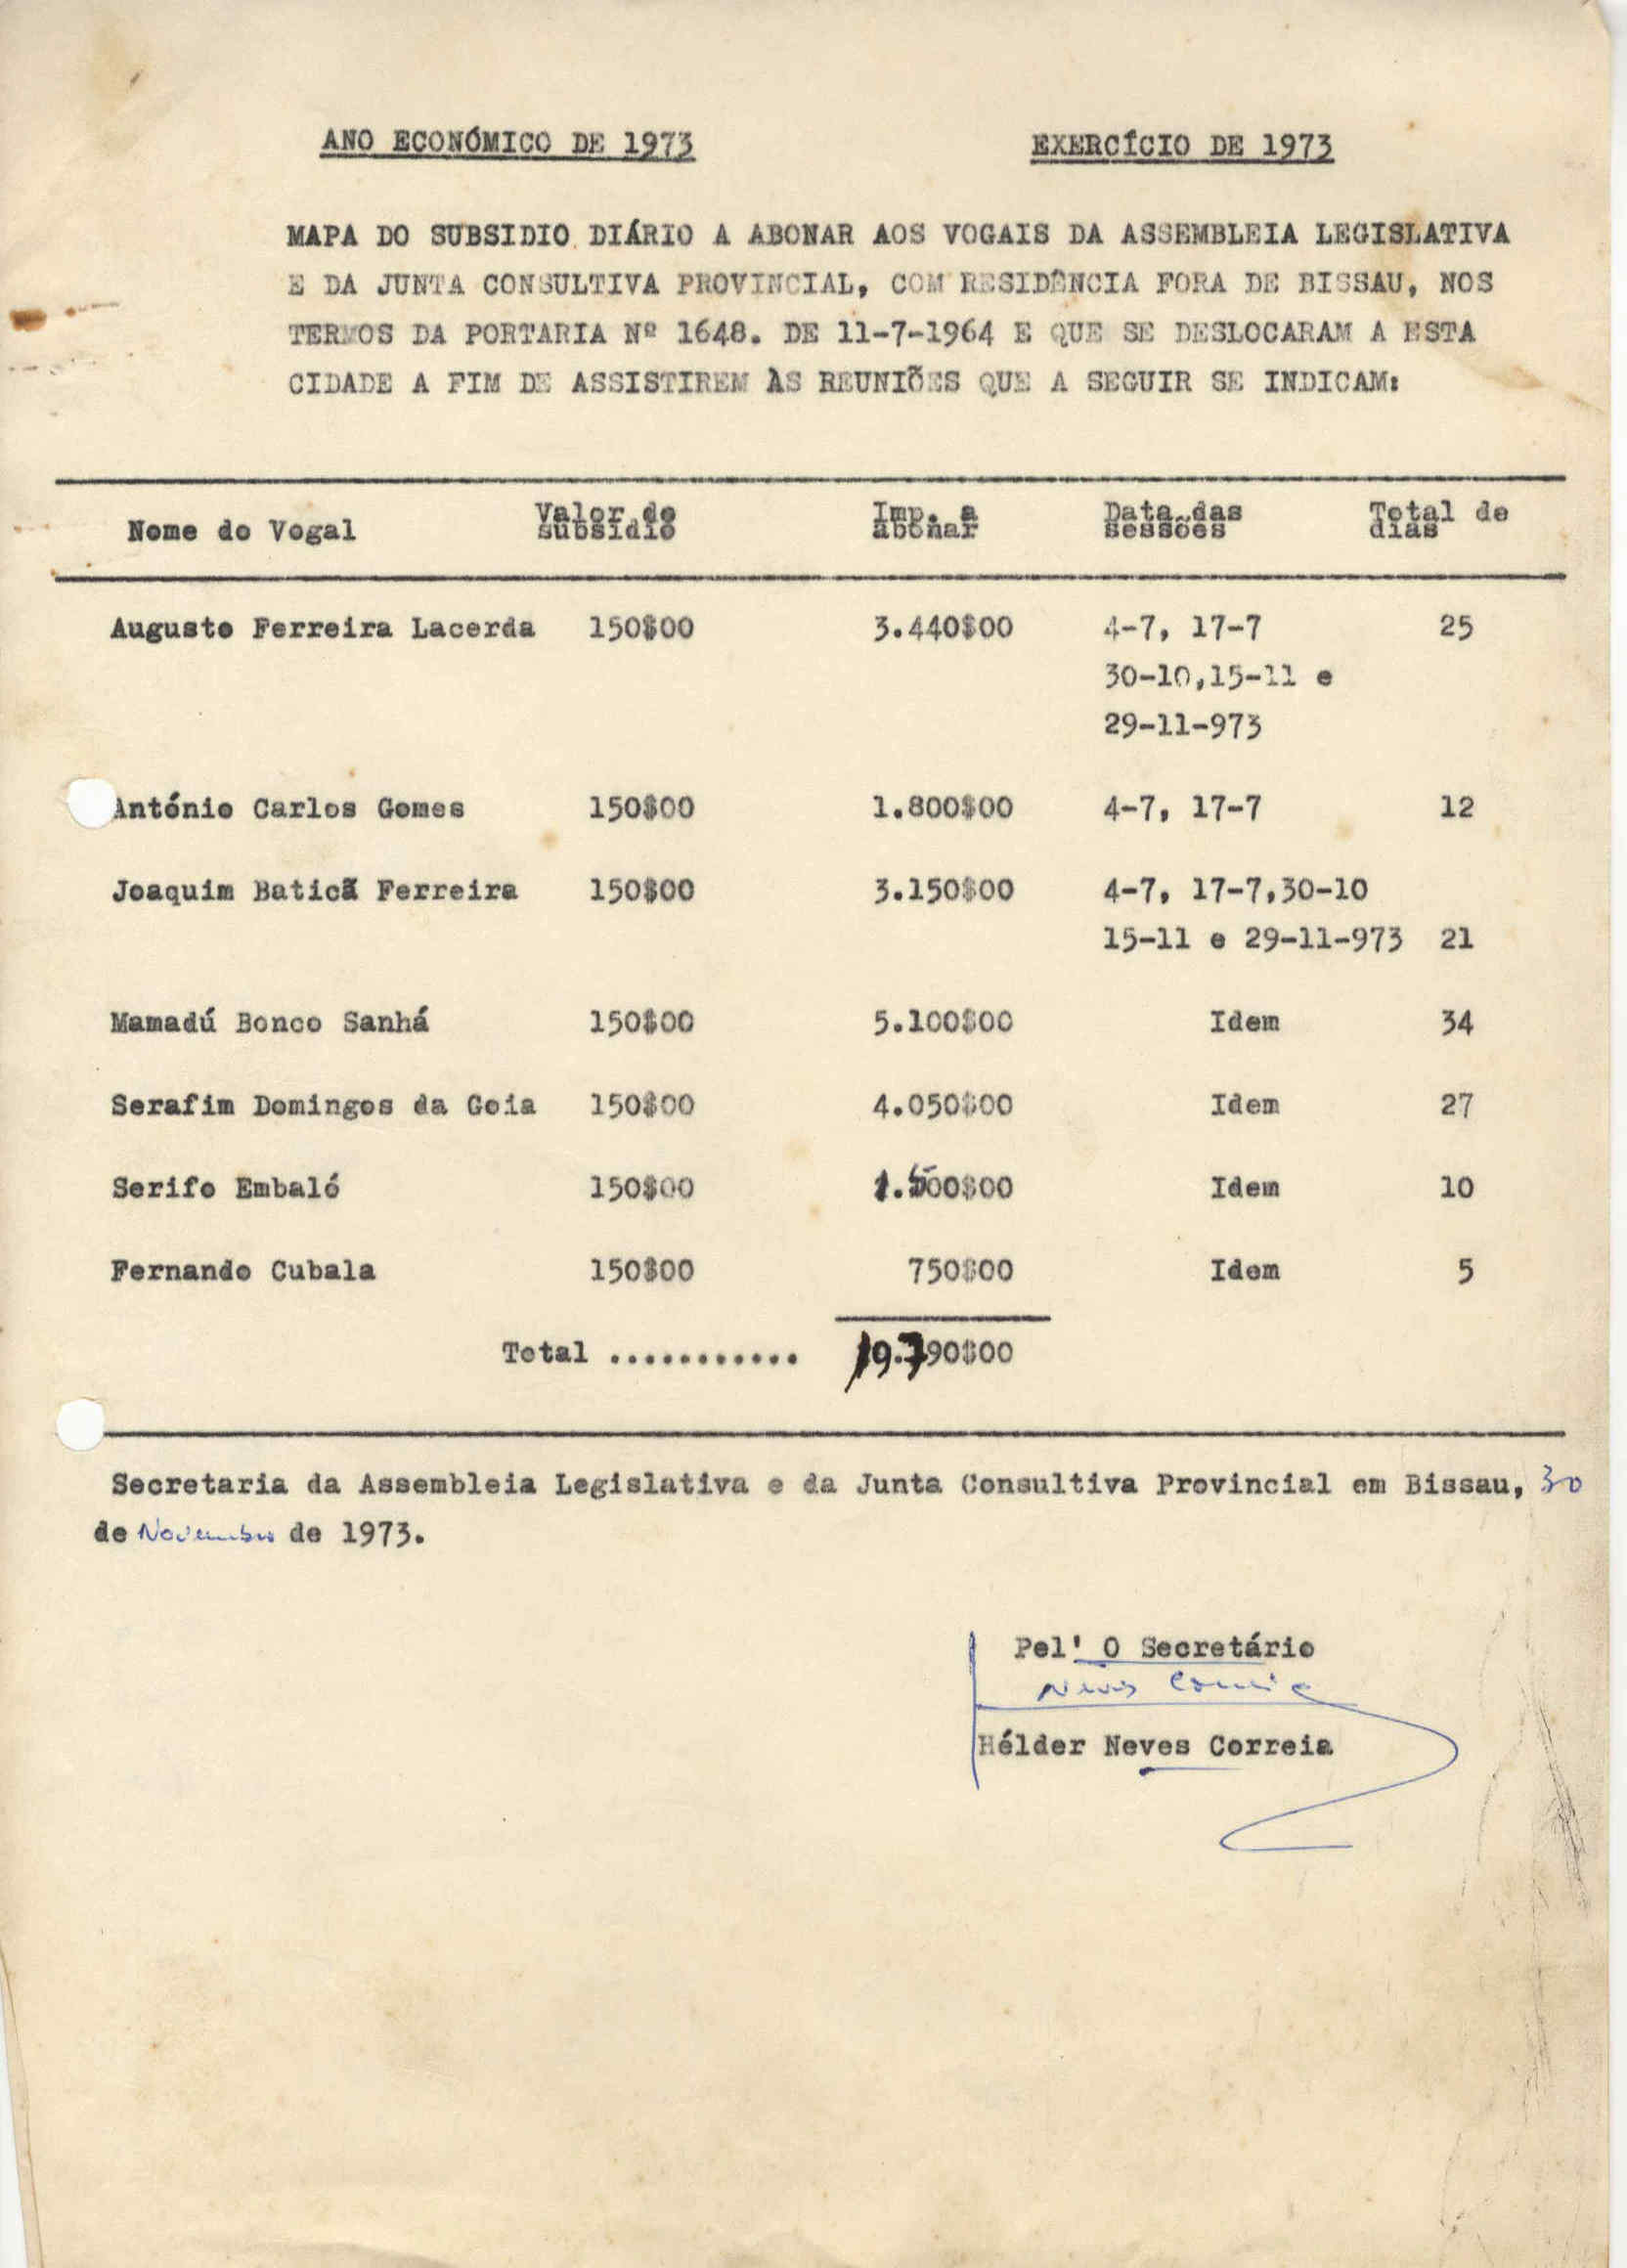 ANO ECONÓMICO DE 1973 EXERCÍCIO DE 1973
MAPA DO SUBSIDIO DIÁRIO A ABONAR AOS VOGAIS DA ASSEMBLEIA LEGISLATIVA
E DA JUNTA CONSULTIVA PROVINCIAL, COM RESIDÊNCIA FORA DE BISSAU, NOS
TERMOS DA PORTARIA Nº 1648. DE 11-7-1964 E QUE SE DESLOCARAM A ESTA
CIDADE A FIM DE ASSISTIREM ÀS REUNIÕES QUE A SEGUIR SE INDICAM:
Nome do Vogal Valor do subsidio Imp. a abonar Data das sessões Total de dias
Augusto Ferreira Lacerda 150$00 3.440$00 4-7, 17-7 25
30-10,15-11 e
29-11-973
António Carlos Gomes 150$00 1.800$00 4-7, 17-7 12
Joaquim Baticã Ferreira 150$00 3.150$00 4-7, 17-7,30-10
15-11 e 29-11-973 21
Mamadú Bonco Sanhá 150$00 5.100$00 Idem 34
Serafim Domingos da Goia 150$00 4.050$00 Idem 27
Serifo Embaló 150$00 1.500$00 Idem 10
Fernando Cubala 150$00 750$00 Idem 5
Total ........... 19.790$00
Secretaria da Assembleia Legislativa e da Junta Consultiva Provincial em Bissau, 30
de Novembro de 1973.
Pel' O Secretário
Neves Correia
Hélder Neves Correia